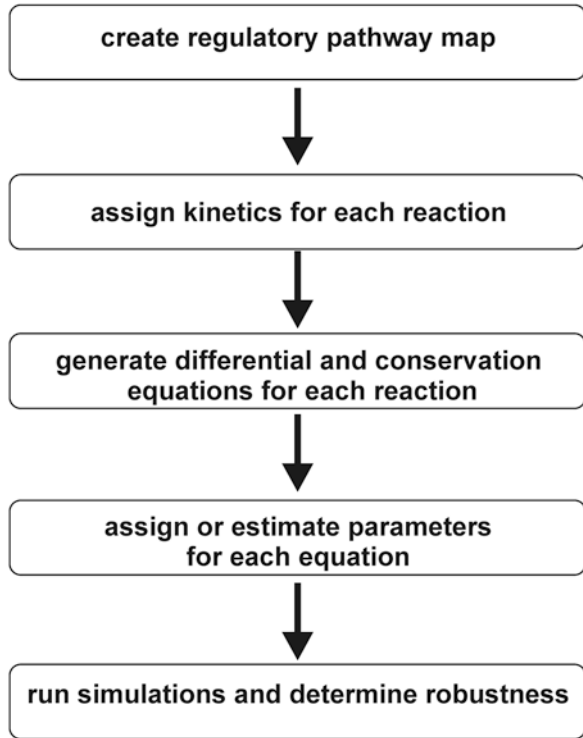 create regulatory pathway map
assign kinetics for each reaction
generate differential and conservation
equations for each reaction
assign or estimate parameters
for each equation
run simulations and determine robustness